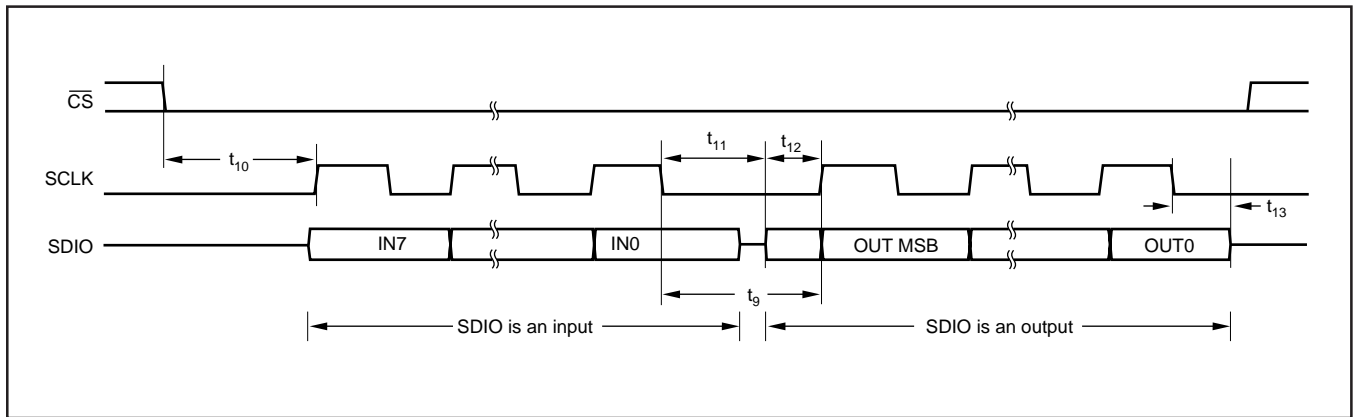 CS
t11 t12
t10
SCLK
t13
SDIO IN7 IN0 OUT MSB OUT0
t9
SDIO is an input SDIO is an output